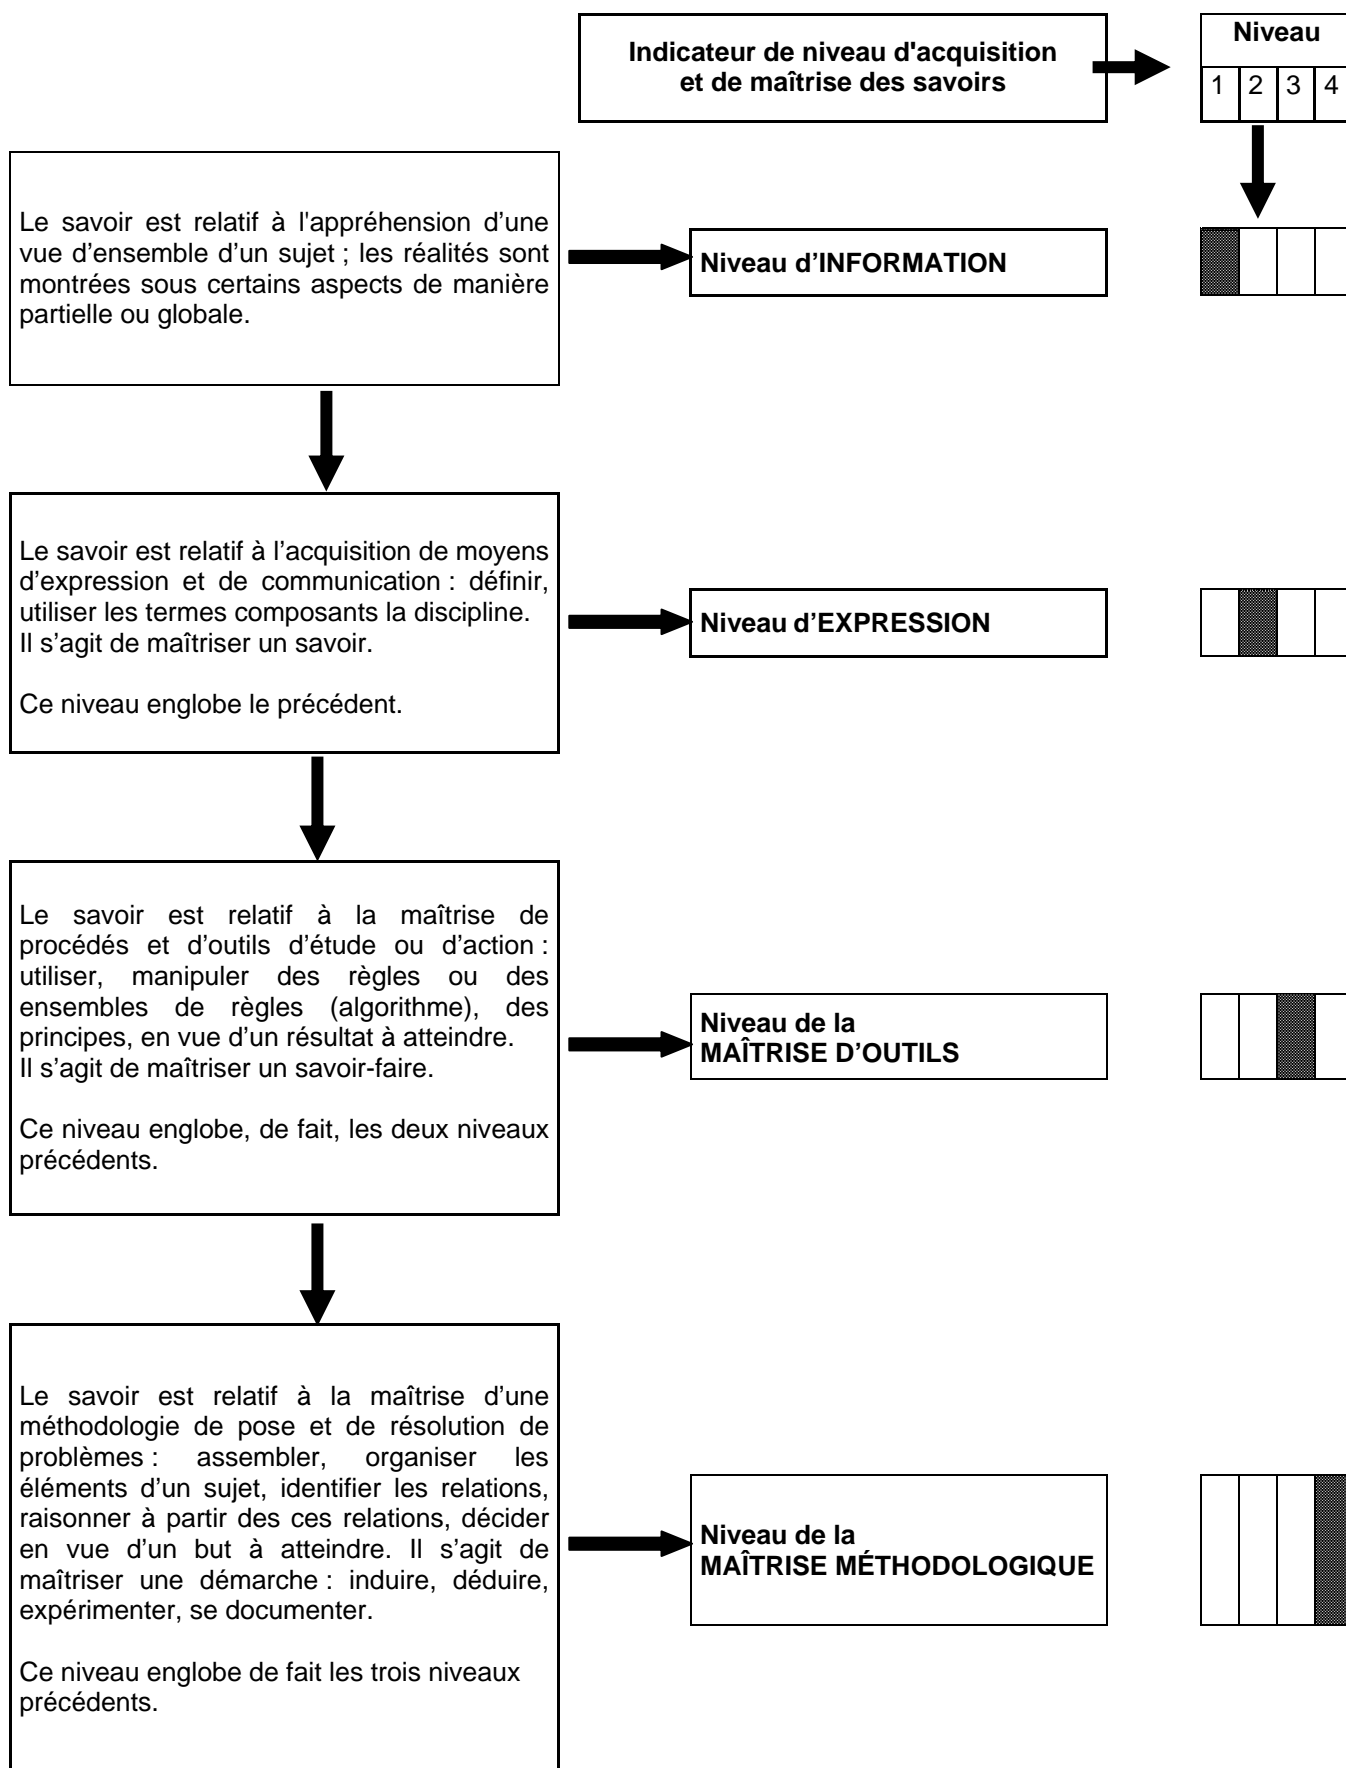 Indicateur de niveau d'acquisition
et de maîtrise des savoirs
Niveau
1 2 3 4
Le savoir est relatif à l'appréhension d’une
vue d’ensemble d’un sujet ; les réalités sont
montrées sous certains aspects de manière
partielle ou globale.
Niveau d’INFORMATION
Le savoir est relatif à l’acquisition de moyens
d’expression et de communication : définir,
utiliser les termes composants la discipline.
Il s’agit de maîtriser un savoir.
Ce niveau englobe le précédent.
Niveau d’EXPRESSION
Le savoir est relatif à la maîtrise de
procédés et d’outils d’étude ou d’action :
utiliser, manipuler des règles ou des
ensembles de règles (algorithme), des
principes, en vue d’un résultat à atteindre.
Il s’agit de maîtriser un savoir-faire.
Ce niveau englobe, de fait, les deux niveaux
précédents.
Niveau de la
MAÎTRISE D’OUTILS
Le savoir est relatif à la maîtrise d’une
méthodologie de pose et de résolution de
problèmes : assembler, organiser les
éléments d’un sujet, identifier les relations,
raisonner à partir des ces relations, décider
en vue d’un but à atteindre. Il s’agit de
maîtriser une démarche : induire, déduire,
expérimenter, se documenter.
Ce niveau englobe de fait les trois niveaux
précédents.
Niveau de la
MAÎTRISE MÉTHODOLOGIQUE